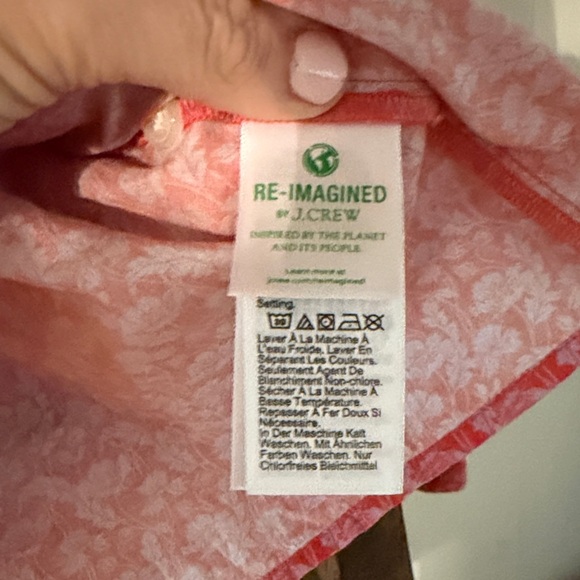 RE-IMAGINED
BY J.CREW
INSPIRED BY THE PLANET
AND ITS PEOPLE
Learn more at
jcrew.com/reimagined
Setting.
30
Laver À La Machine À
L'eau Froide, Laver En
Séparant Les Couleurs.
Seulement Agent De
Blanchiment Non-chlore.
Sécher À La Machine À
Basse Température.
Repasser À Fer Doux Si
Nécessaire.
In Der Maschine Kalt
Waschen. Mit Ähnlichen
Farben Waschen. Nur
Chlorfreies Bleichmittel